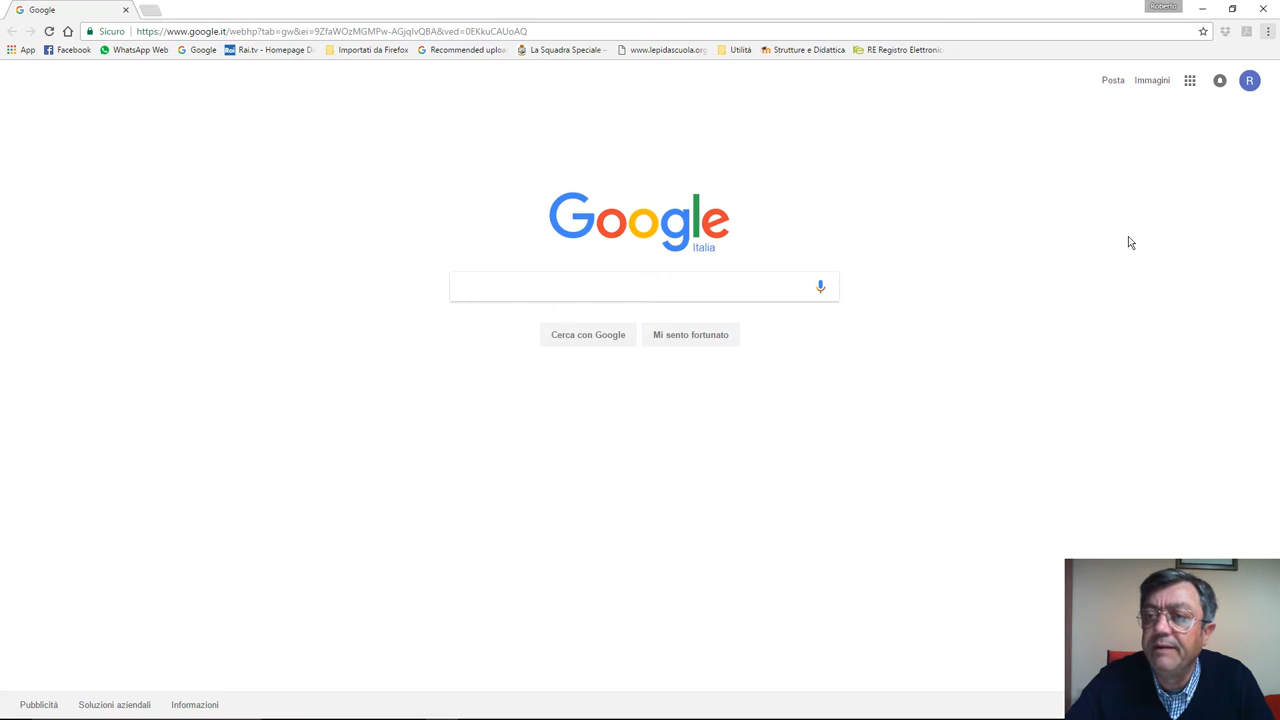 Google
Roberto
Sicuro https://www.google.it/webhp?tab=gw&ei=9ZfaWOzMGMPw-AGjqIvQBA&ved=0EKkuCAUoAQ
App Facebook WhatsApp Web Google Rai.tv - Homepage D Importati da Firefox Recommended uploa La Squadra Speciale - www.lepidascuola.org Utilità Strutture e Didattica RE Registro Elettronic
Posta Immagini R
Google
Italia
Cerca con Google Mi sento fortunato
Pubblicità Soluzioni aziendali Informazioni